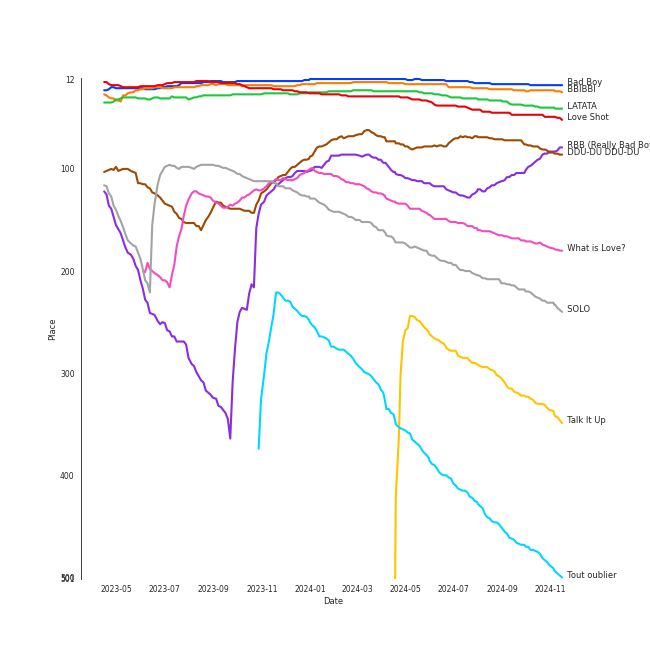 12
100
200
300
400
500
Place
2023-05
2023-07
2023-09
2023-11
2024-01
2024-03
2024-05
2024-07
2024-09
2024-11
Date
Bad Boy
BBIBBI
LATATA
Love Shot
RBB (Really Bad Boy
DDU-DU DDU-DU
What is Love?
SOLO
Talk It Up
Tout oublier